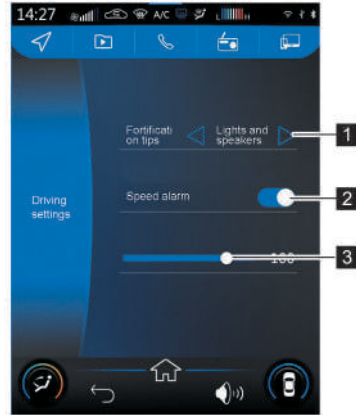 14:27 A/C L H
Fortificati
on tips
Lights and
speakers
1
Driving
settings
Speed alarm
2
3